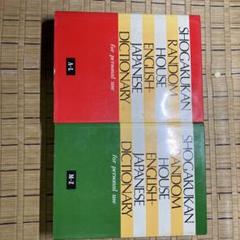 SHOGAKUKAN
RANDOM
HOUSE
ENGLISH-
JAPANESE
DICTIONARY
For personal use
A-L
SHOGAKUKAN
RANDOM
HOUSE
ENGLISH-
JAPANESE
DICTIONARY
For personal use
M-Z